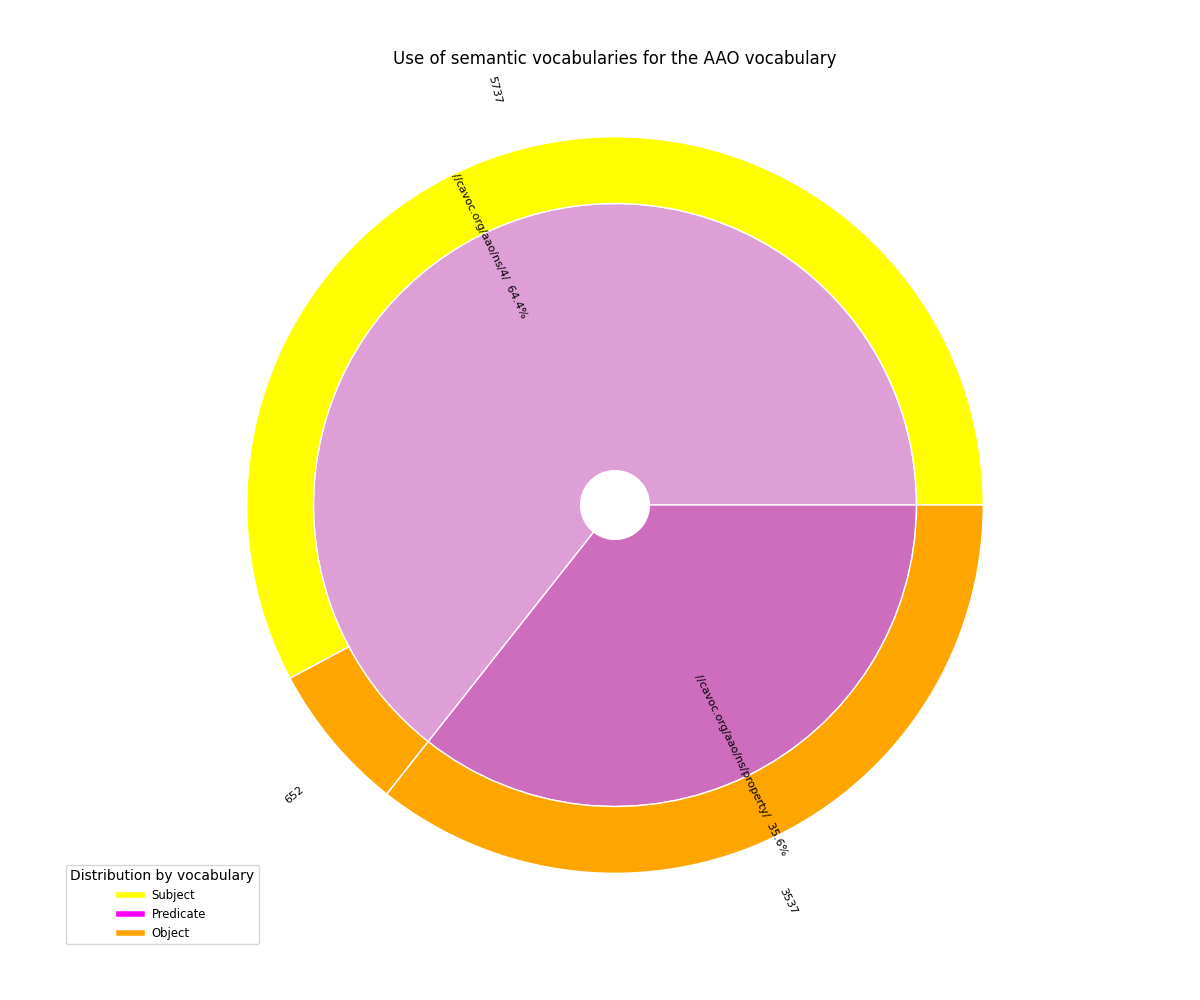 Use of semantic vocabularies for the AAO vocabulary
5737
//cavoc.org/aao/ns/4/ 64.4%
//cavoc.org/aao/ns/property/ 35.6%
652
3537
Distribution by vocabulary
Subject
Predicate
Object